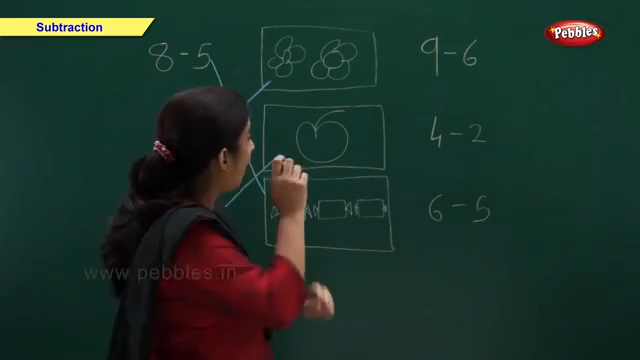 Subtraction
Pebbles
8 - 5
9 - 6
4 - 2
6 - 5
www.pebbles.in